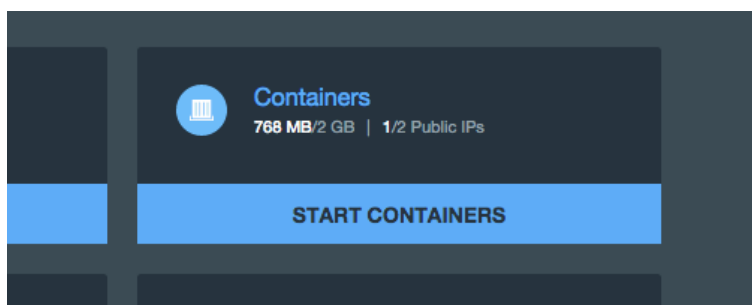 Containers
768 MB/2 GB | 1/2 Public IPs
START CONTAINERS